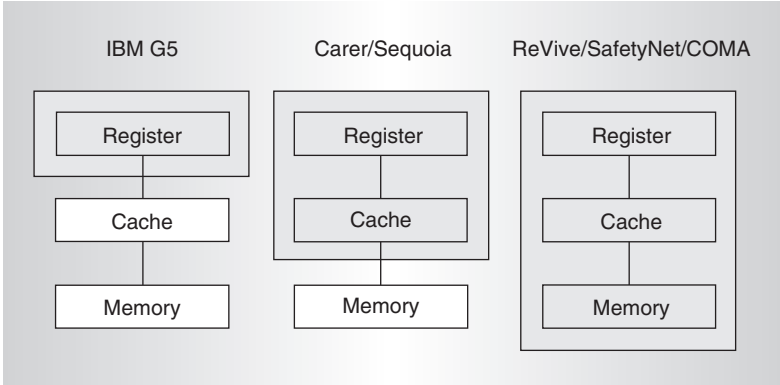 IBM G5
Carer/Sequoia
ReVive/SafetyNet/COMA
Register
Register
Register
Cache
Cache
Cache
Memory
Memory
Memory